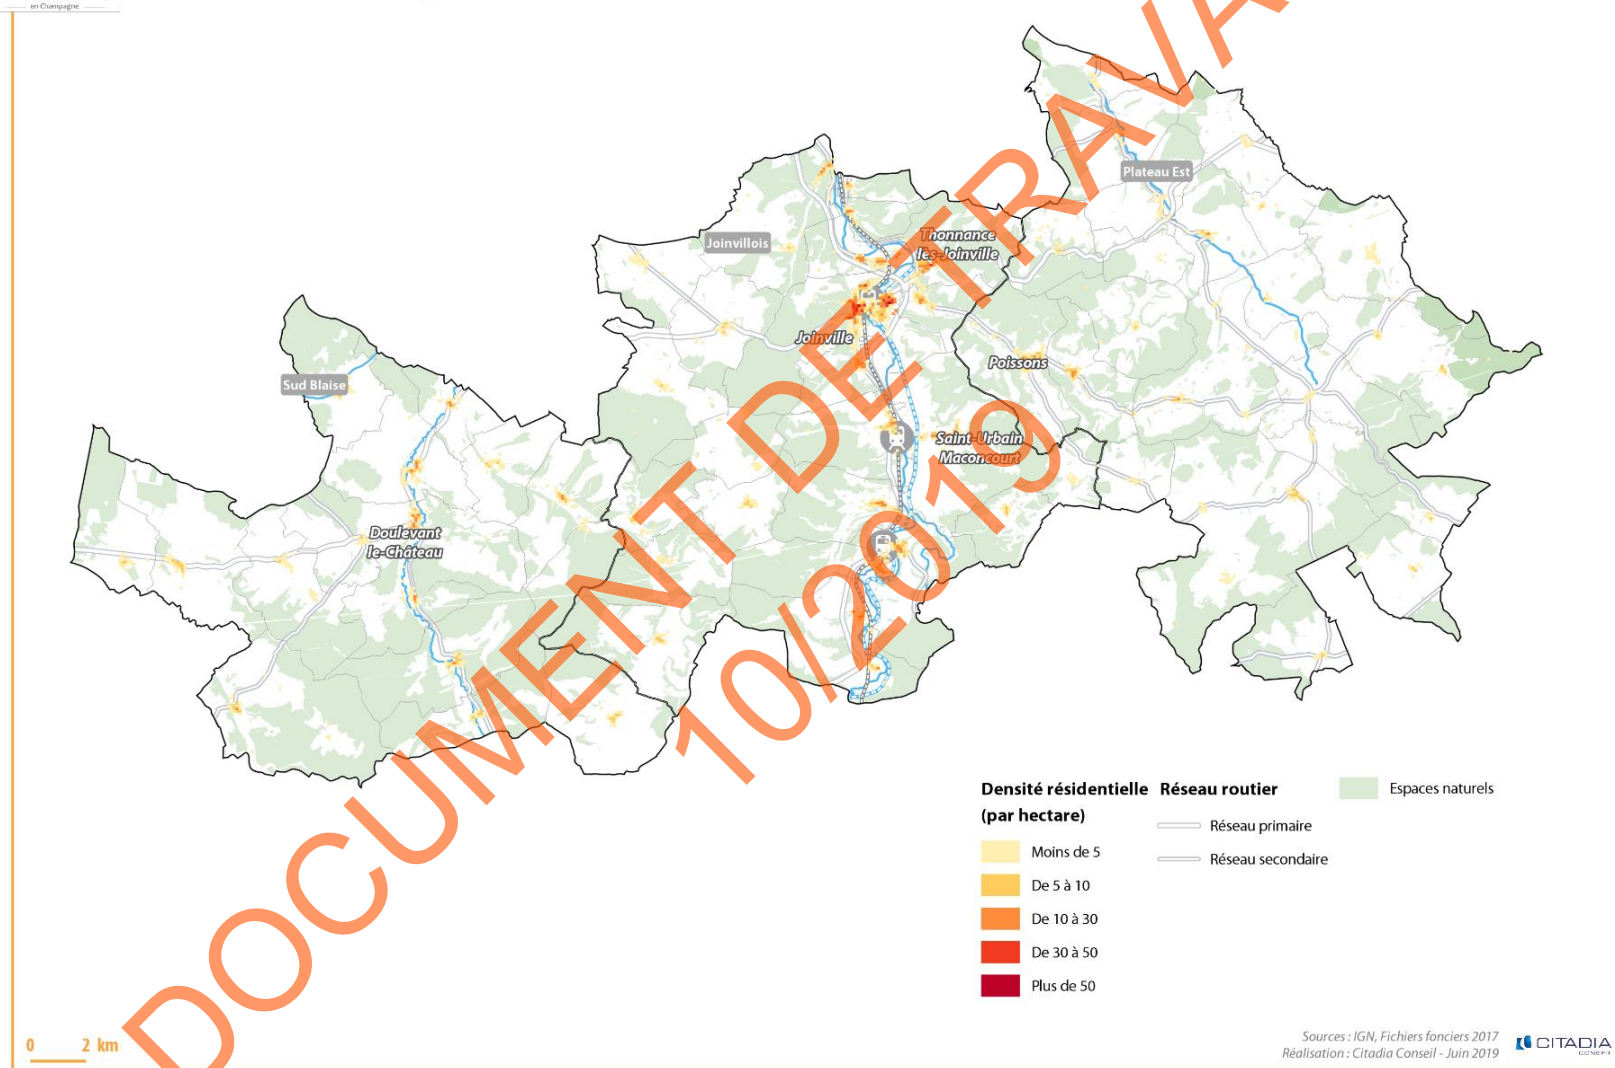 en Champagne
Plateau Est
Joinvillois
Thonnance
lès-Joinville
Joinville
Poissons
Sud Blaise
Saint-Urbain
Maconcourt
Doulevant
le-Château
DOCUMENT DE TRAVA
10/2019
Densité résidentielle
(par hectare)
Moins de 5
De 5 à 10
De 10 à 30
De 30 à 50
Plus de 50
Réseau routier
Réseau primaire
Réseau secondaire
Espaces naturels
0 2 km
Sources : IGN, Fichiers fonciers 2017
Réalisation : Citadia Conseil - Juin 2019
CITADIA